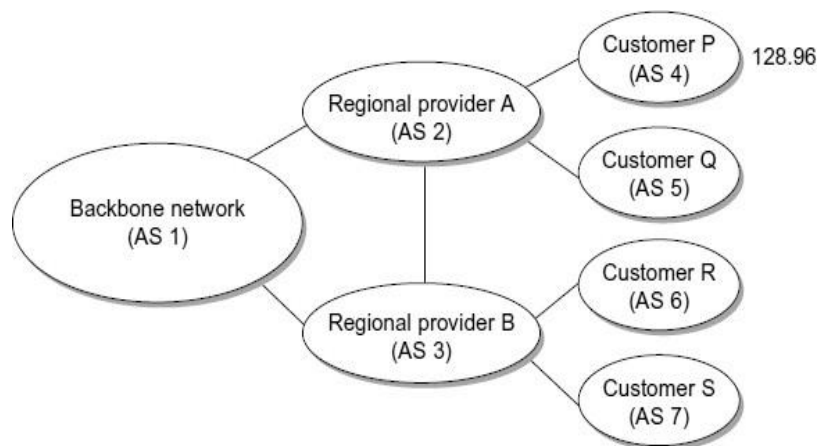 Customer P
(AS 4)
128.96
Regional provider A
(AS 2)
Customer Q
(AS 5)
Backbone network
(AS 1)
Customer R
(AS 6)
Regional provider B
(AS 3)
Customer S
(AS 7)